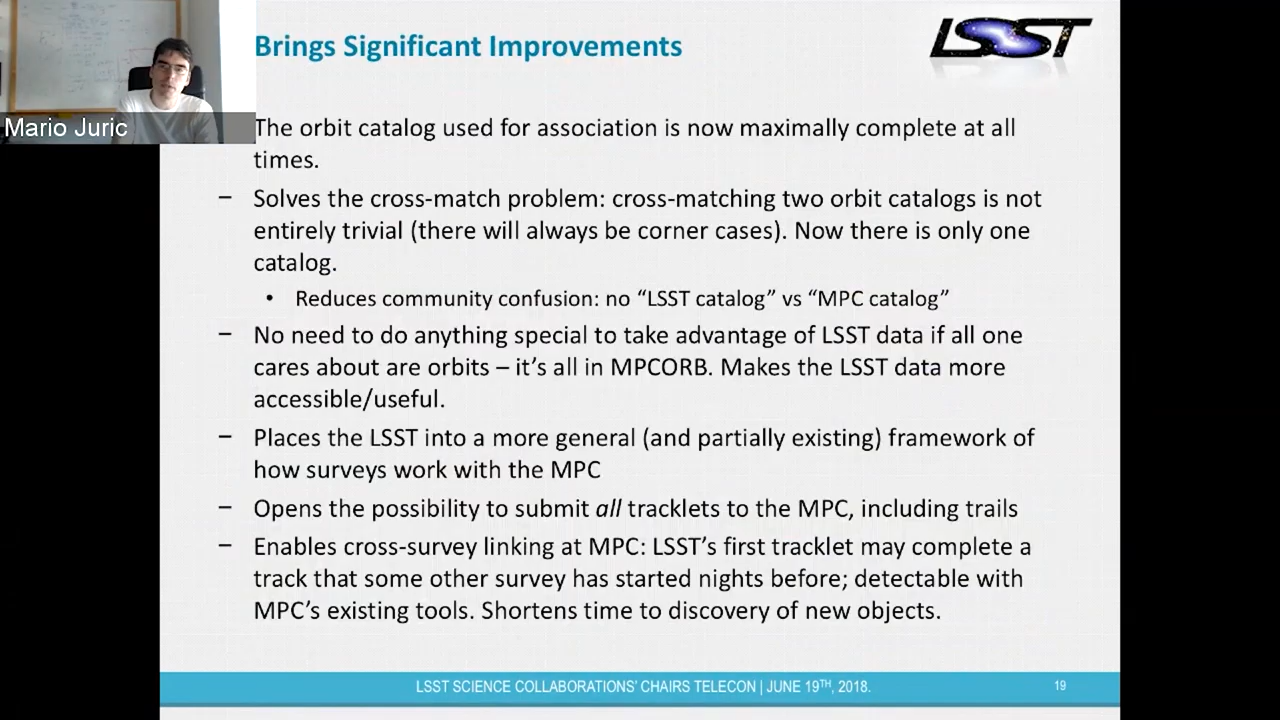 Brings Significant Improvements
LSST
Mario Juric
The orbit catalog used for association is now maximally complete at all
times.
– Solves the cross-match problem: cross-matching two orbit catalogs is not
entirely trivial (there will always be corner cases). Now there is only one
catalog.
• Reduces community confusion: no “LSST catalog” vs “MPC catalog”
– No need to do anything special to take advantage of LSST data if all one
cares about are orbits – it’s all in MPCORB. Makes the LSST data more
accessible/useful.
– Places the LSST into a more general (and partially existing) framework of
how surveys work with the MPC
– Opens the possibility to submit all tracklets to the MPC, including trails
– Enables cross-survey linking at MPC: LSST’s first tracklet may complete a
track that some other survey has started nights before; detectable with
MPC’s existing tools. Shortens time to discovery of new objects.
LSST SCIENCE COLLABORATIONS’ CHAIRS TELECON | JUNE 19TH, 2018.
19